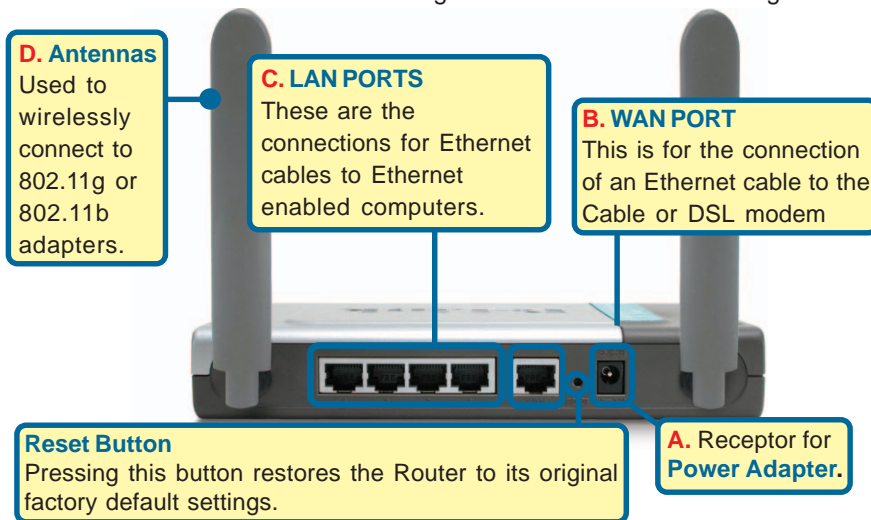 D. Antennas
Used to
wirelessly
connect to
802.11g or
802.11b
adapters.
C. LAN PORTS
These are the
connections for Ethernet
cables to Ethernet
enabled computers.
B. WAN PORT
This is for the connection
of an Ethernet cable to the
Cable or DSL modem
Reset Button
Pressing this button restores the Router to its original
factory default settings.
A. Receptor for
Power Adapter.